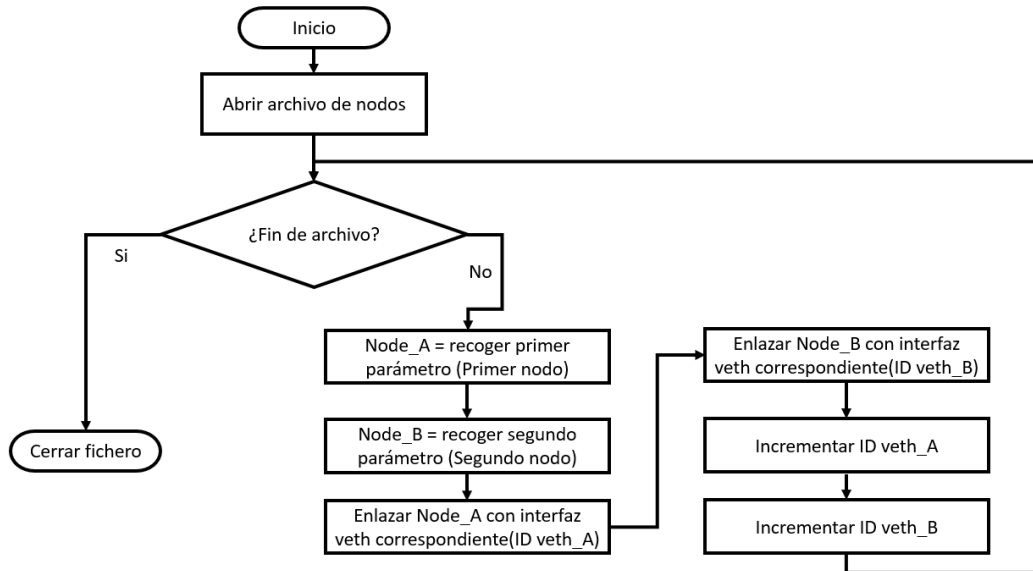 Inicio
Abrir archivo de nodos
¿Fin de archivo?
Si
No
Node_A = recoger primer
parámetro (Primer nodo)
Node_B = recoger segundo
parámetro (Segundo nodo)
Enlazar Node_A con interfaz
veth correspondiente(ID veth_A)
Enlazar Node_B con interfaz
veth correspondiente(ID veth_B)
Incrementar ID veth_A
Incrementar ID veth_B
Cerrar fichero